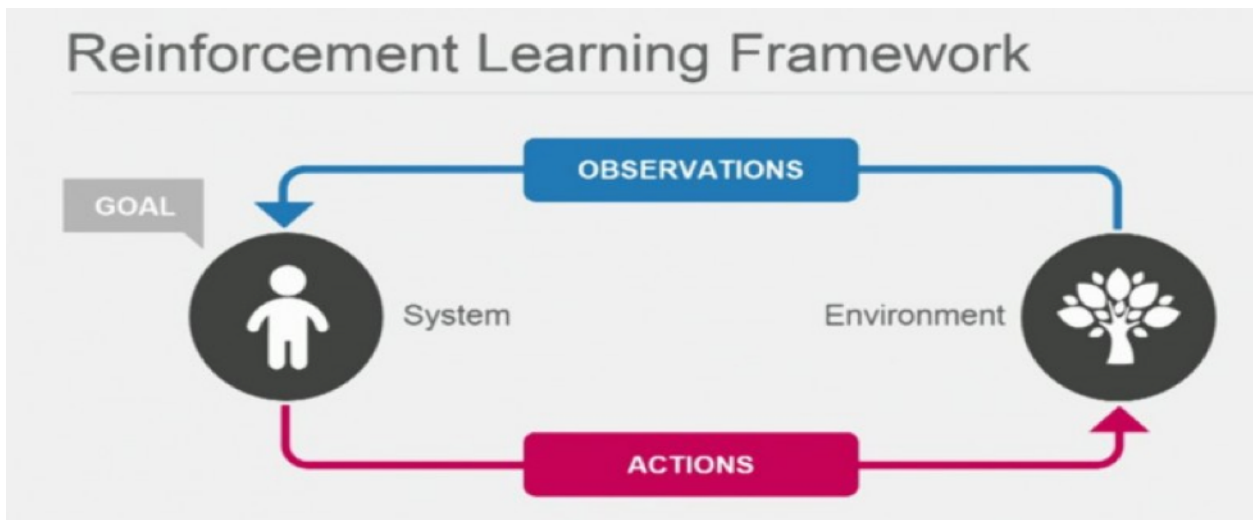 Reinforcement Learning Framework
OBSERVATIONS
GOAL
System
Environment
ACTIONS